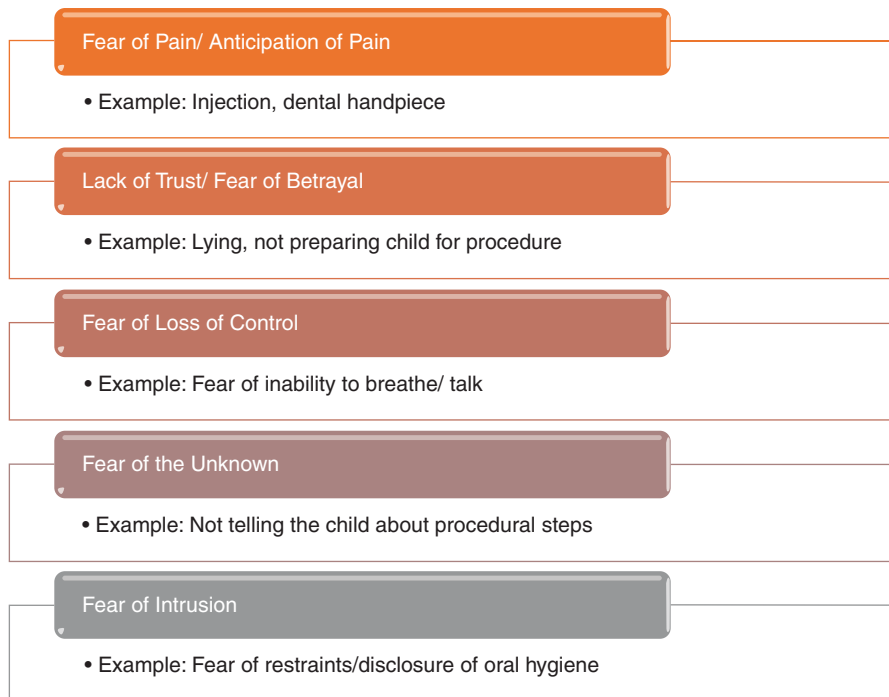 Fear of Pain/ Anticipation of Pain
• Example: Injection, dental handpiece
Lack of Trust/ Fear of Betrayal
• Example: Lying, not preparing child for procedure
Fear of Loss of Control
• Example: Fear of inability to breathe/ talk
Fear of the Unknown
• Example: Not telling the child about procedural steps
Fear of Intrusion
• Example: Fear of restraints/disclosure of oral hygiene